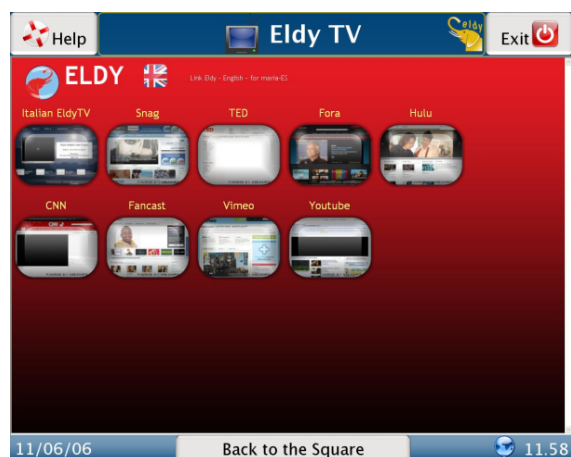 Help
Eldy TV
eldy
Exit
ELDY
Link Eldy - English - for maria-ES
Italian EldyTV Snag TED Fora Hulu
CNN Fancast Vimeo Youtube
11/06/06 Back to the Square 11.58